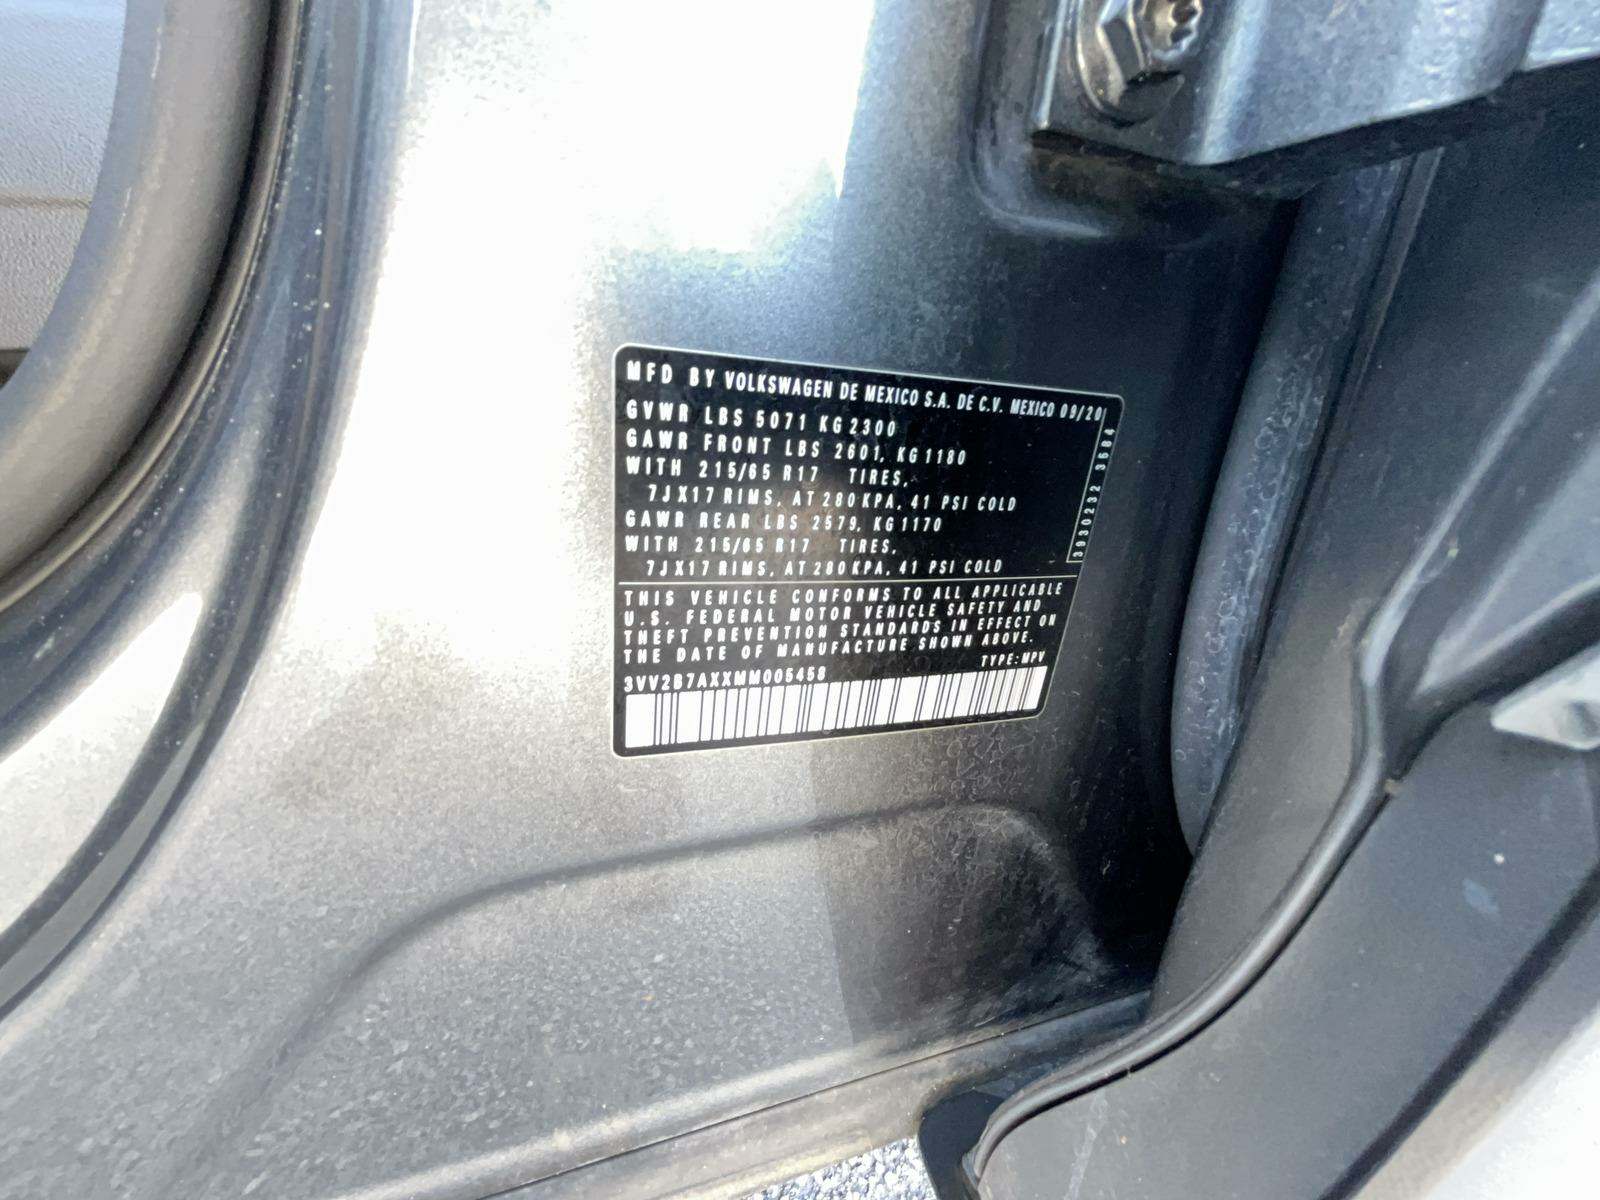 MFD BY VOLKSWAGEN DE MEXICO S.A. DE C.V. MEXICO 09/20
GVWR LBS 5071 KG 2300
GAWR FRONT LBS 2601, KG 1180
WITH 215/65 R17 TIRES,
7JX17 RIMS, AT 280 KPA, 41 PSI COLD
GAWR REAR LBS 2579, KG 1170
WITH 215/65 R17 TIRES,
7JX17 RIMS, AT 280 KPA, 41 PSI COLD
3930232 3684
THIS VEHICLE CONFORMS TO ALL APPLICABLE
U.S. FEDERAL MOTOR VEHICLE SAFETY AND
THEFT PREVENTION STANDARDS IN EFFECT ON
THE DATE OF MANUFACTURE SHOWN ABOVE.
TYPE: MPV
3VV2B7AXXMM005458